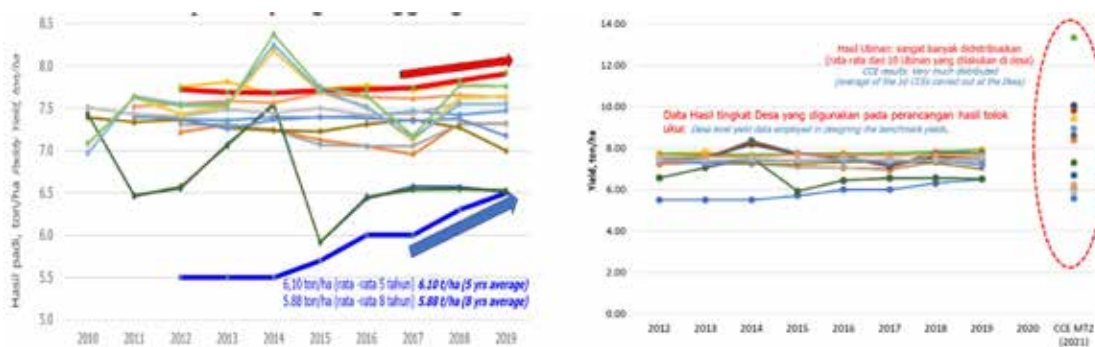 8.5
8.0
7.5
7.0
6.5
6.0
5.5
5.0
Hasil padi, ton/ha Paddy Yield, ton/ha
6,10 ton/ha (rata -rata 5 tahun) 6.10 t/ha (5 yrs average)
5.88 ton/ha (rata -rata 8 tahun) 5.88 t/ha (8 yrs average)
2010 2011 2012 2013 2014 2015 2016 2017 2018 2019
14.00
12.00
10.00
8.00
6.00
4.00
2.00
0.00
Yield, ton/ha
Hasil Ubinan: sangat banyak didistribusikan
(rata-rata dari 10 Ubinan yang dilakukan di desa)
CCE results: Very much distributed
(average of the 10 CCEs carried out at the Desa)
Data Hasil tingkat Desa yang digunakan pada perancangan hasil tolok
ukur. Desa level yield data employed in designing the benchmark yields.
2012 2013 2014 2015 2016 2017 2018 2019 2020 CCE MT2
(2021)